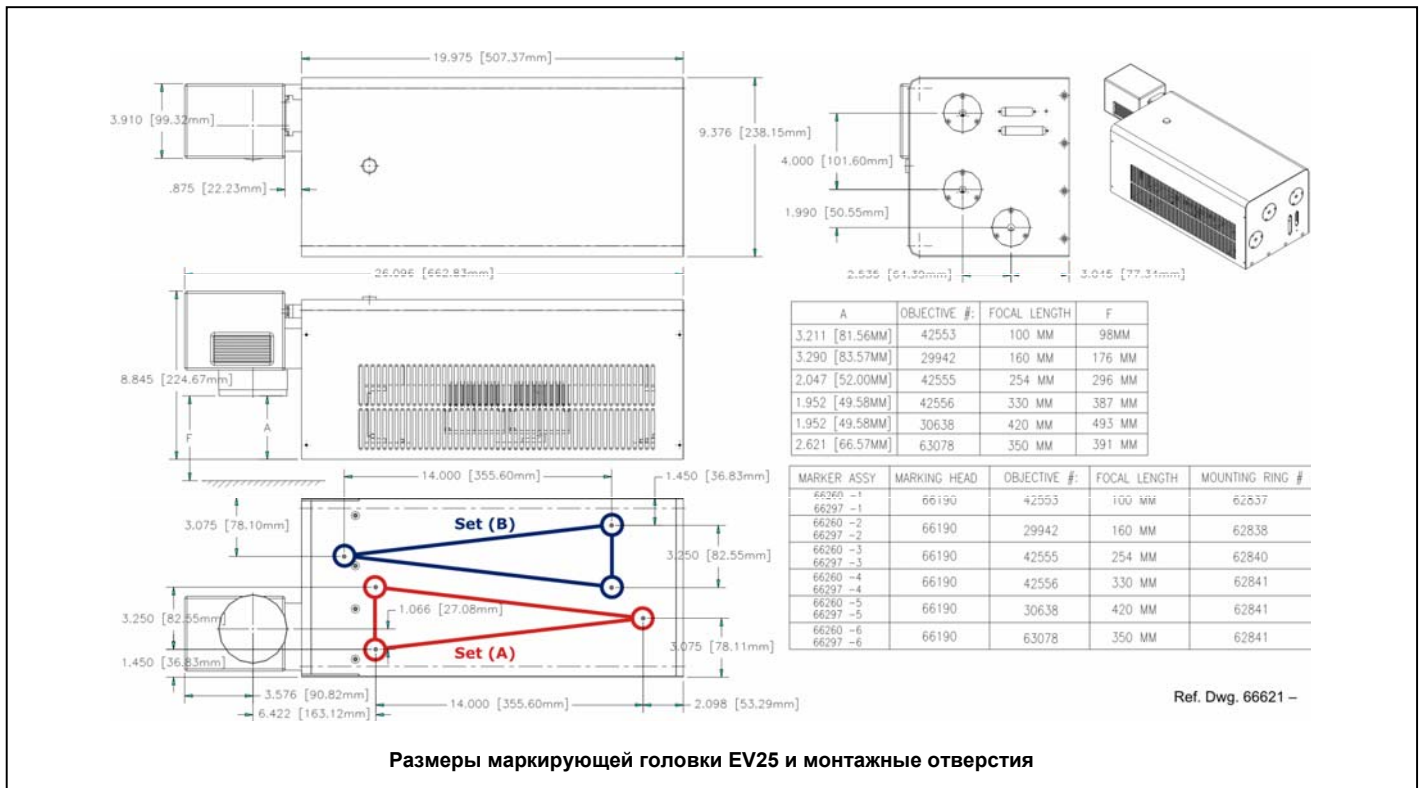 19.975 [507.37mm]
3.910 [99.32mm]
9.376 [238.15mm]
.875 [22.23mm]
4.000 [101.60mm]
1.990 [50.55mm]
2.535 [64.39mm]
3.045 [77.34mm]
26.096 [662.83mm]
8.845 [224.67mm]
F
A
A OBJECTIVE #: FOCAL LENGTH F
3.211 [81.56MM] 42553 100 MM 98MM
3.290 [83.57MM] 29942 160 MM 176 MM
2.047 [52.00MM] 42555 254 MM 296 MM
1.952 [49.58MM] 42556 330 MM 387 MM
1.952 [49.58MM] 30638 420 MM 493 MM
2.621 [66.57MM] 63078 350 MM 391 MM
14.000 [355.60mm]
1.450 [36.83mm]
3.075 [78.10mm]
Set (B)
3.250 [82.55mm]
3.250 [82.55mm]
1.066 [27.08mm]
1.450 [36.83mm]
Set (A)
3.075 [78.11mm]
3.576 [90.82mm]
6.422 [163.12mm]
14.000 [355.60mm]
2.098 [53.29mm]
MARKER ASSY MARKING HEAD OBJECTIVE #: FOCAL LENGTH MOUNTING RING #
66260 -1
66297 -1 66190 42553 100 MM 62837
66260 -2
66297 -2 66190 29942 160 MM 62838
66260 -3
66297 -3 66190 42555 254 MM 62840
66260 -4
66297 -4 66190 42556 330 MM 62841
66260 -5
66297 -5 66190 30638 420 MM 62841
66260 -6
66297 -6 66190 63078 350 MM 62841
Ref. Dwg. 66621 –
Размеры маркирующей головки EV25 и монтажные отверстия